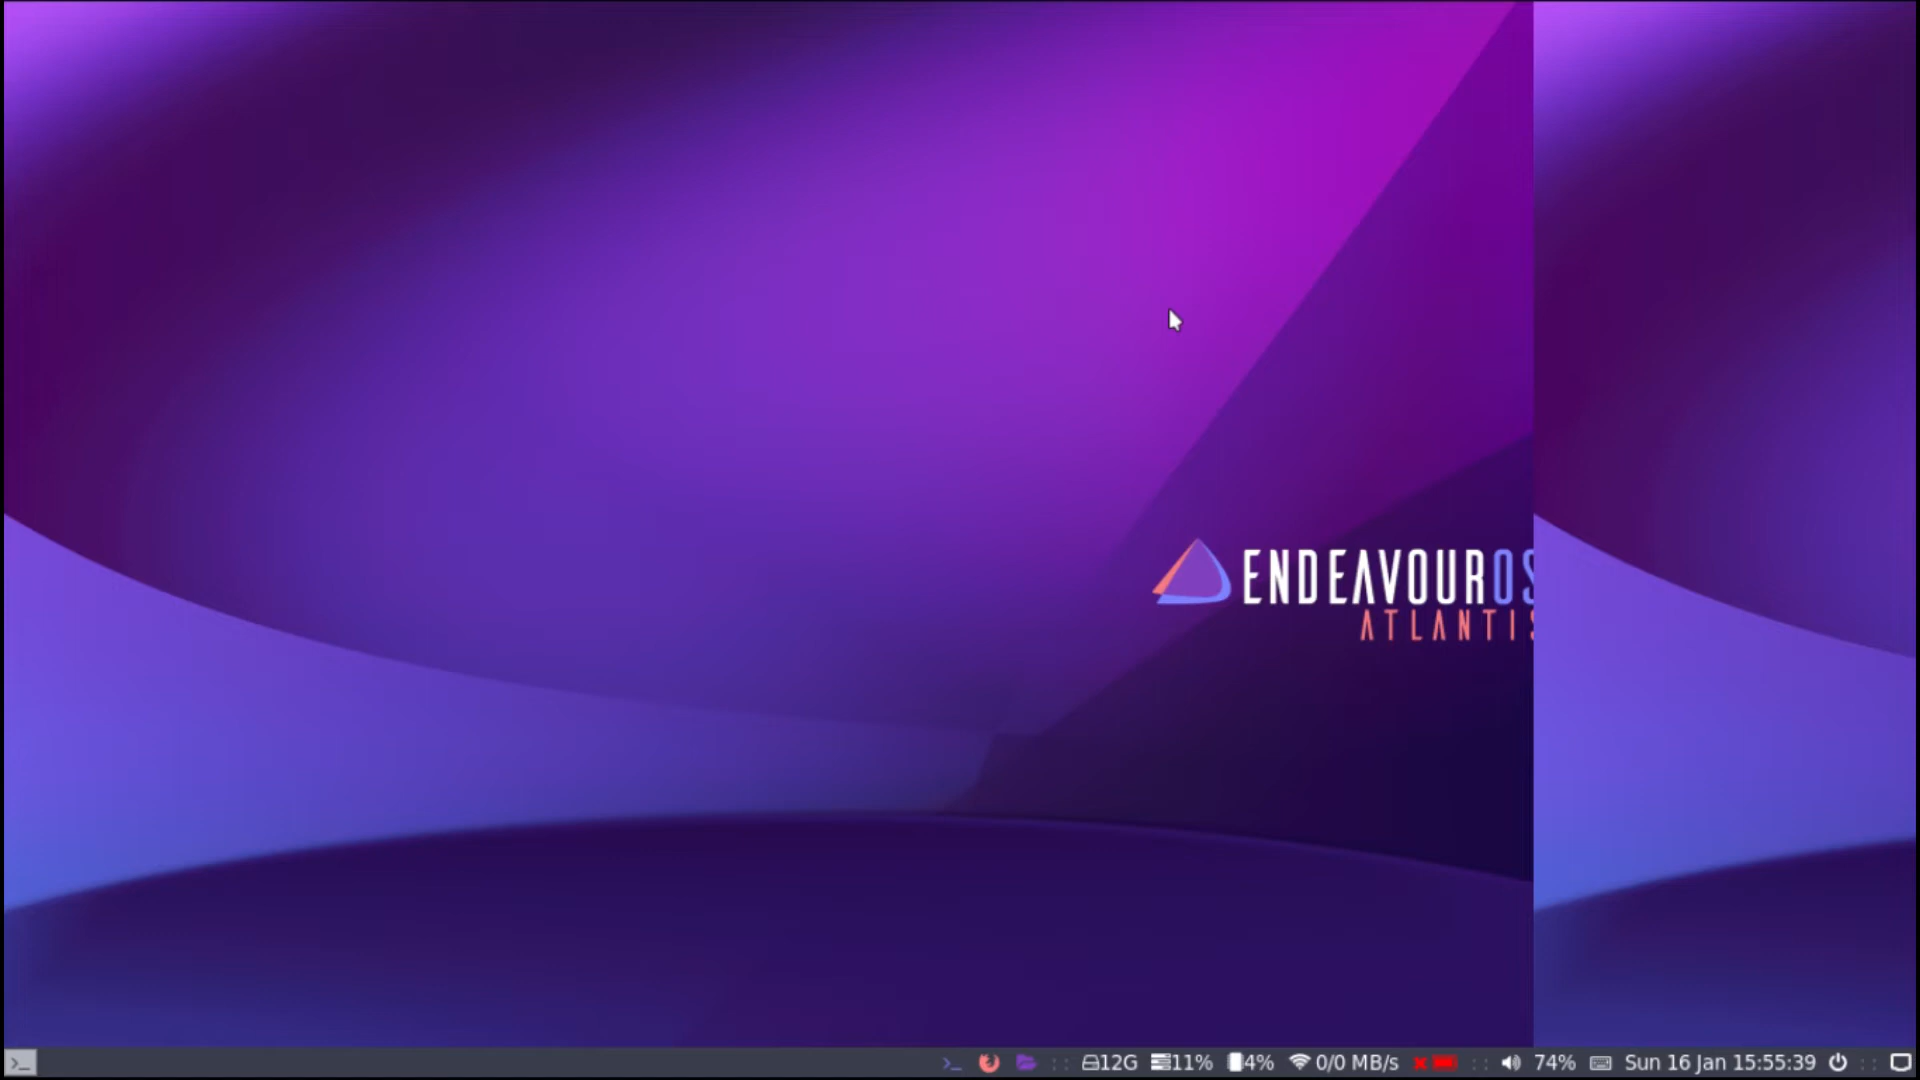 ENDEAVOUROS
ATLANTIS
>_ >_ :: 12G 11% 4% 0/0 MB/s :: 74% Sun 16 Jan 15:55:39 ::